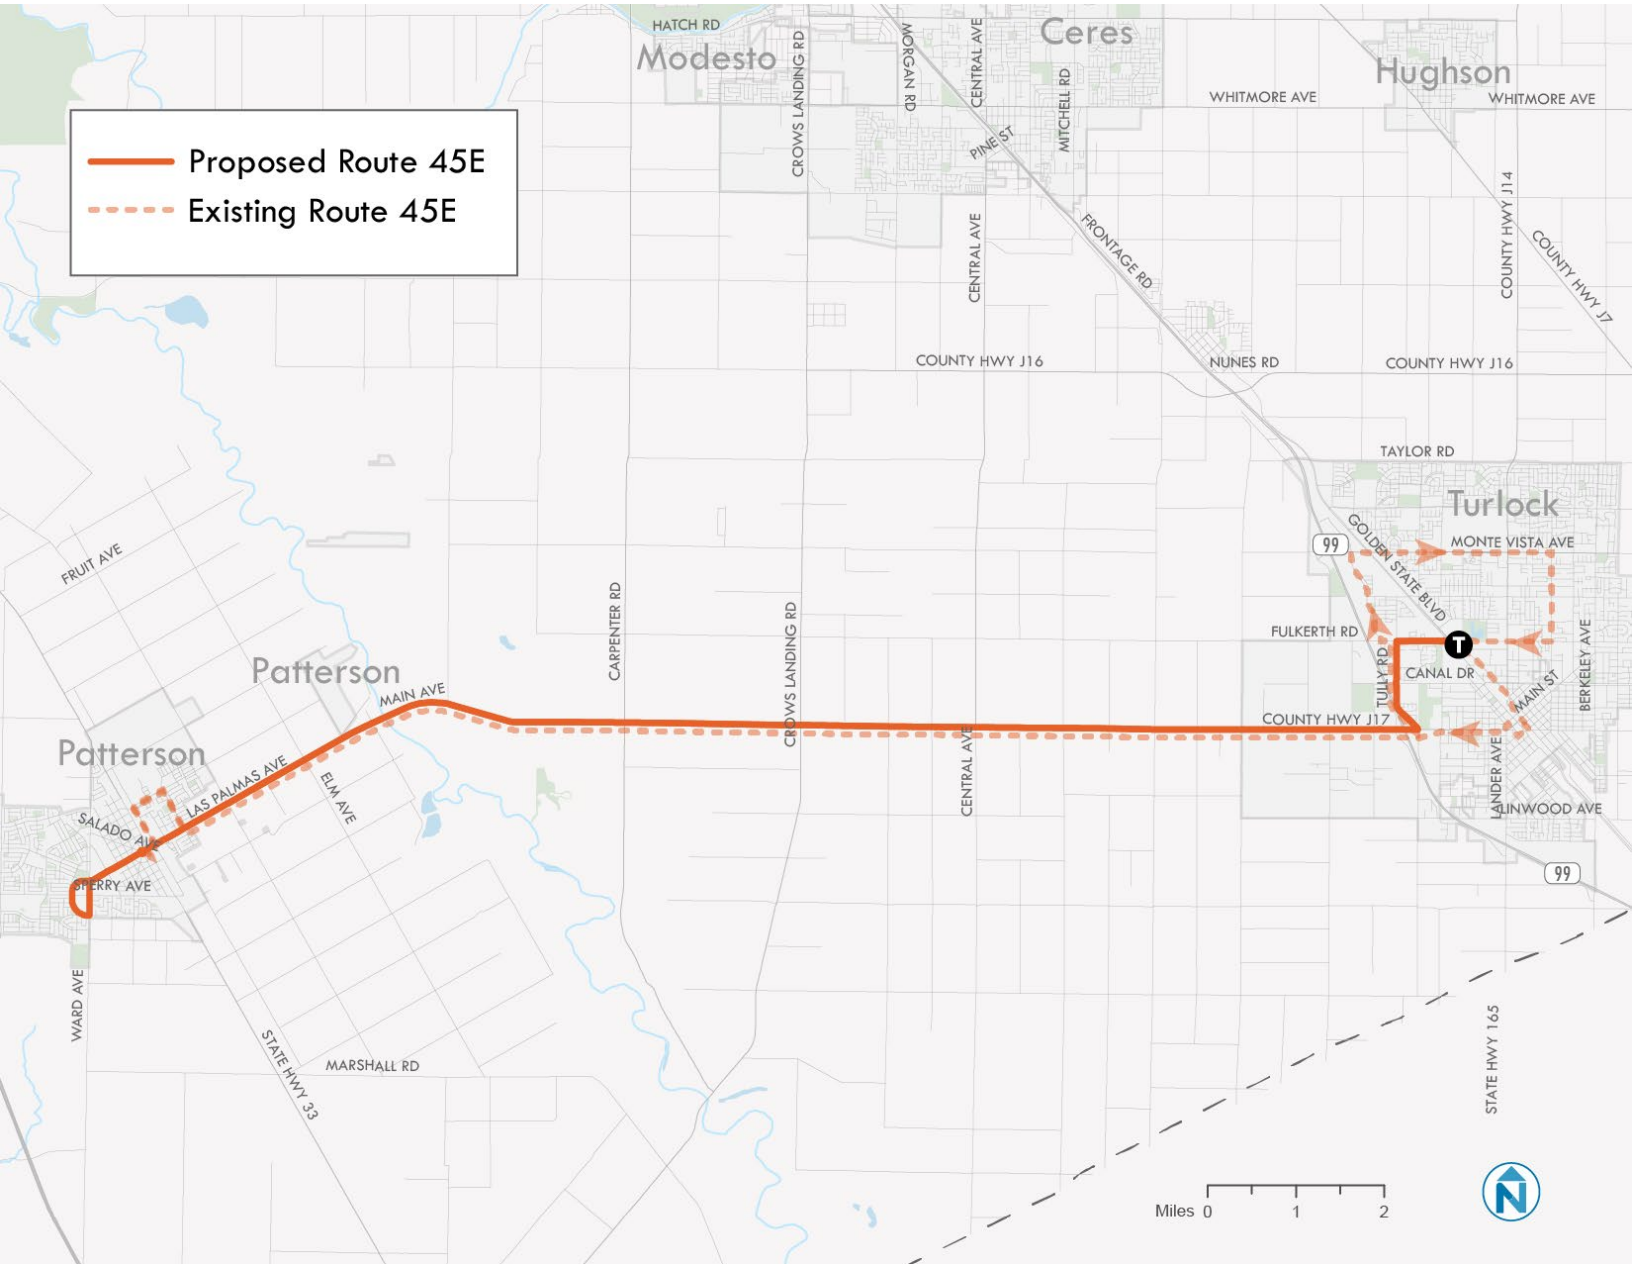 HATCH RD
Modesto
CROWS LANDING RD
MORGAN RD
CENTRAL AVE
Ceres
MITCHELL RD
PINE ST
WHITMORE AVE
Hughson
WHITMORE AVE
Proposed Route 45E
Existing Route 45E
CENTRAL AVE
FRONTAGE RD
COUNTY HWY J14
COUNTY HWY J7
COUNTY HWY J16
NUNES RD
COUNTY HWY J16
TAYLOR RD
Turlock
GOLDEN STATE BLVD
99
MONTE VISTA AVE
FRUIT AVE
CARPENTER RD
CROWS LANDING RD
FULKERTH RD
T
TULLY RD
CANAL DR
MAIN ST
BERKELEY AVE
Patterson
MAIN AVE
COUNTY HWY J17
CENTRAL AVE
LANDER AVE
LINWOOD AVE
Patterson
LAS PALMAS AVE
ELM AVE
SALADO AVE
SPERRY AVE
99
WARD AVE
STATE HWY 33
MARSHALL RD
STATE HWY 165
Miles 0 1 2
N